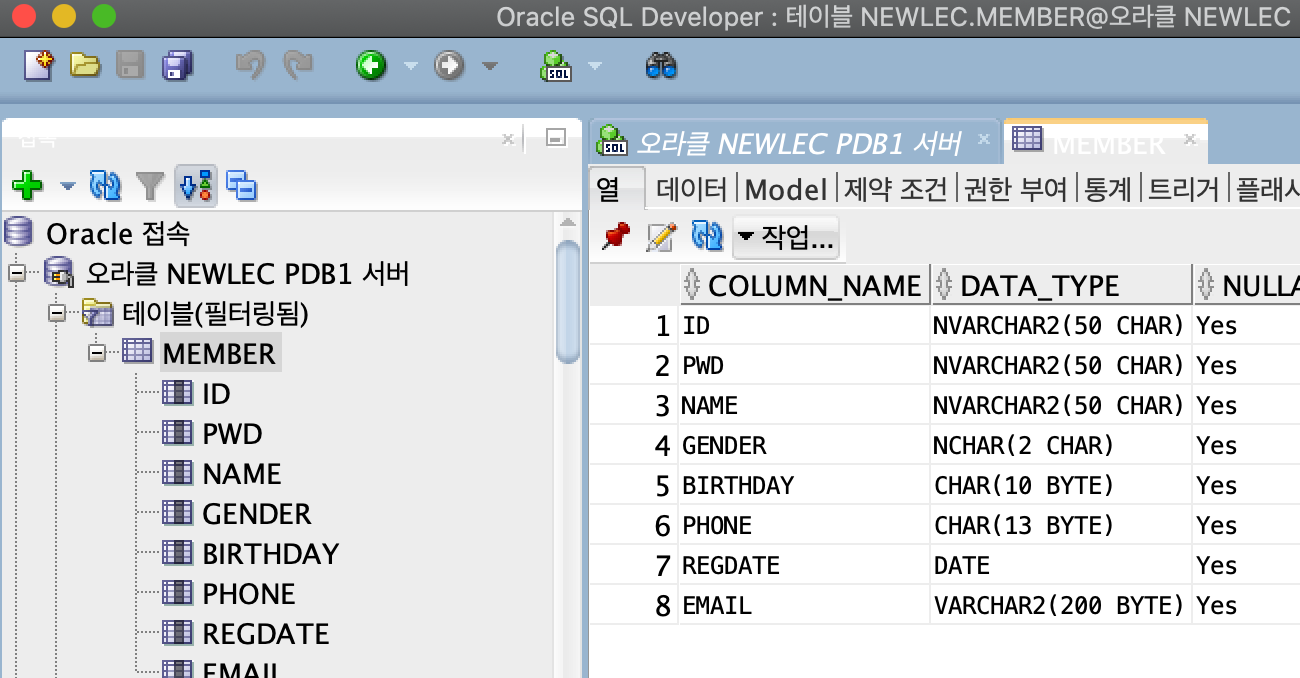 Oracle SQL Developer : 테이블 NEWLEC.MEMBER@오라클 NEWLEC
접속
오라클 NEWLEC PDB1 서버
MEMBER
열 데이터 Model 제약 조건 권한 부여 통계 트리거 플래시
작업...
Oracle 접속
오라클 NEWLEC PDB1 서버
테이블(필터링됨)
MEMBER
ID
PWD
NAME
GENDER
BIRTHDAY
PHONE
REGDATE
EMAIL
COLUMN_NAME DATA_TYPE NULLA
1 ID NVARCHAR2(50 CHAR) Yes
2 PWD NVARCHAR2(50 CHAR) Yes
3 NAME NVARCHAR2(50 CHAR) Yes
4 GENDER NCHAR(2 CHAR) Yes
5 BIRTHDAY CHAR(10 BYTE) Yes
6 PHONE CHAR(13 BYTE) Yes
7 REGDATE DATE Yes
8 EMAIL VARCHAR2(200 BYTE) Yes